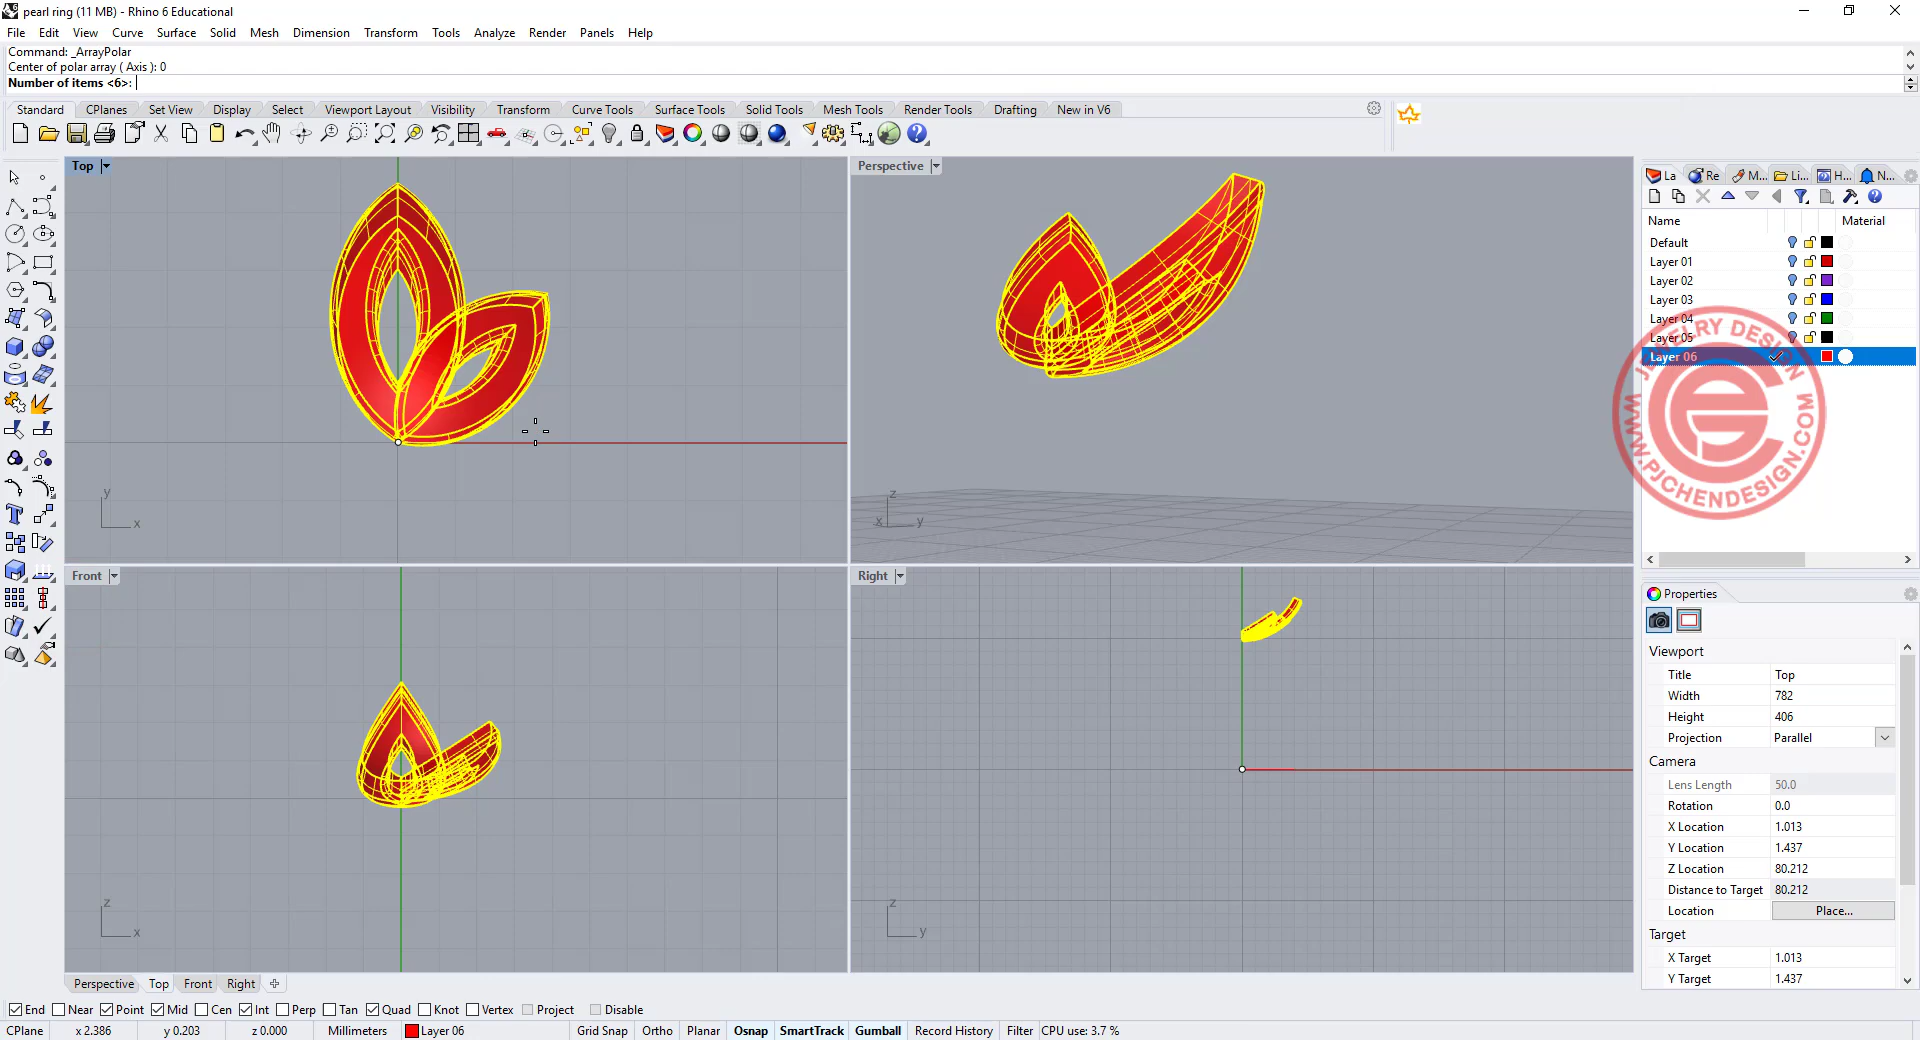 pearl ring (11 MB) - Rhino 6 Educational
File Edit View Curve Surface Solid Mesh Dimension Transform Tools Analyze Render Panels Help
Command: _ArrayPolar
Center of polar array ( Axis ): 0
Number of items <6>:
Standard CPlanes Set View Display Select Viewport Layout Visibility Transform Curve Tools Surface Tools Solid Tools Mesh Tools Render Tools Drafting New in V6
Top
Perspective
La Re M... Li... H... N...
Name Material
Default
Layer 01
Layer 02
Layer 03
Layer 04
Layer 05
Layer 06
JEWELRY DESIGN
WWW.PJCHENDESIGN.COM
y
x
z
x y
Front
Right
z
x
z
y
Properties
Viewport
Title Top
Width 782
Height 406
Projection Parallel
Camera
Lens Length 50.0
Rotation 0.0
X Location 1.013
Y Location 1.437
Z Location 80.212
Distance to Target 80.212
Location Place...
Target
X Target 1.013
Y Target 1.437
Perspective Top Front Right
End Near Point Mid Cen Int Perp Tan Quad Knot Vertex Project Disable
CPlane x 2.386 y 0.203 z 0.000 Millimeters Layer 06 Grid Snap Ortho Planar Osnap SmartTrack Gumball Record History Filter CPU use: 3.7 %